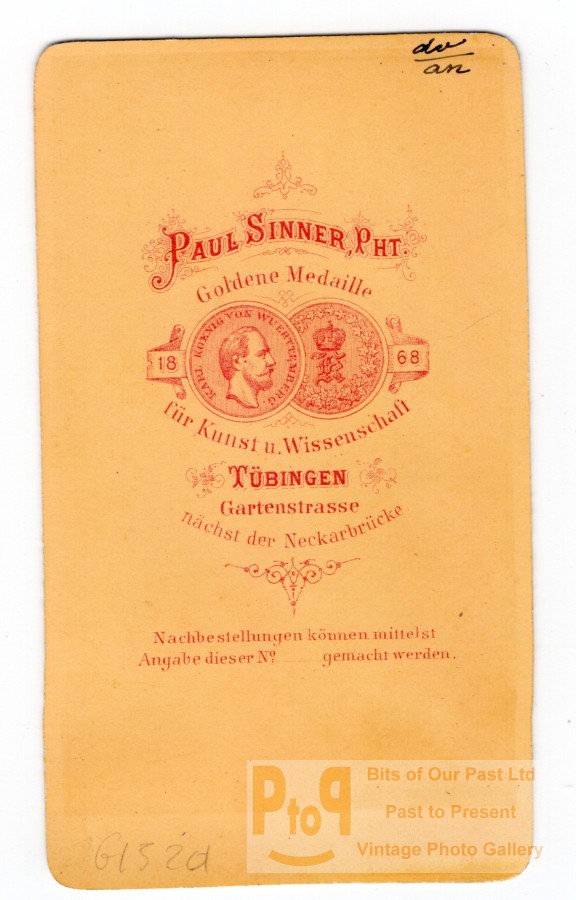 dv
an
PAUL SINNER, PHT.
Goldene Medaille
KARL KOENIG VON WUERTTEMBERG
18 68
für Kunst u. Wissenschaft
TÜBINGEN
Gartenstrasse
nächst der Neckarbrücke
Nachbestellungen können mittelst
Angabe dieser No. gemacht werden.
G152d
PtoP
Bits of Our Past Ltd
Past to Present
Vintage Photo Gallery